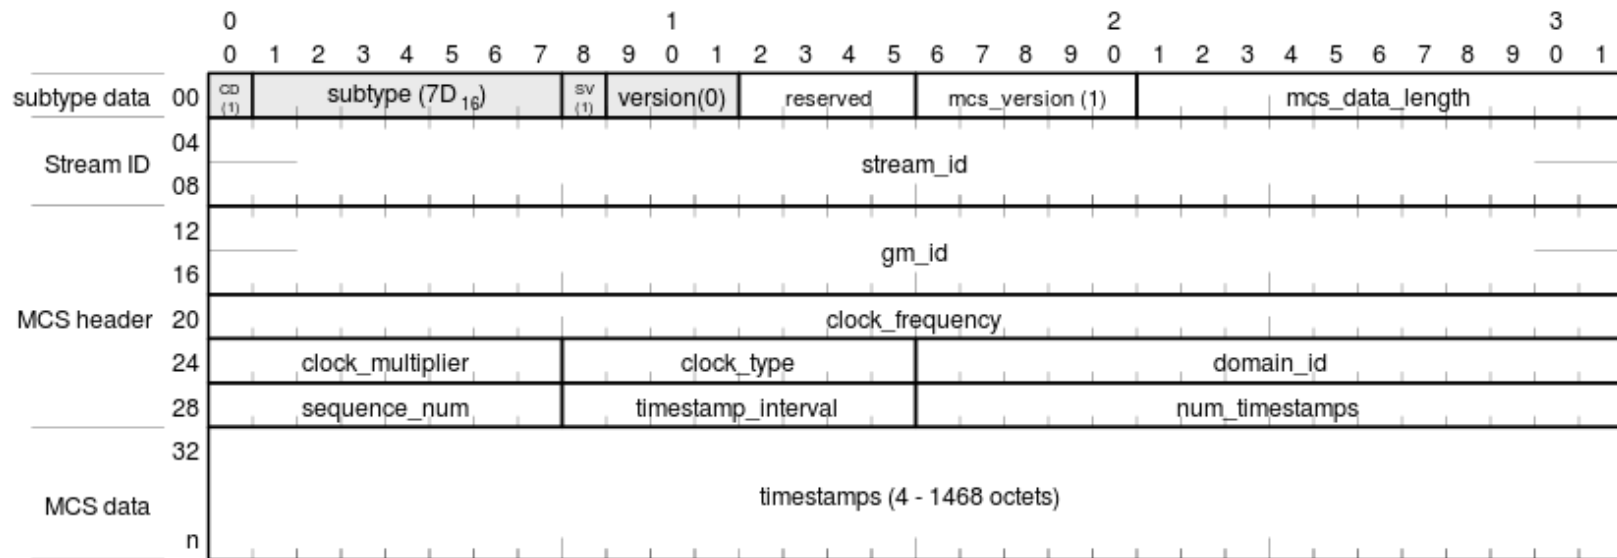 0 1 2 3
0 1 2 3 4 5 6 7 8 9 0 1 2 3 4 5 6 7 8 9 0 1 2 3 4 5 6 7 8 9 0 1
subtype data 00 CD (1) subtype (7D 16) SV (1) version(0) reserved mcs_version (1) mcs_data_length
04
Stream ID stream_id
08
12
gm_id
16
MCS header 20 clock_frequency
24 clock_multiplier clock_type domain_id
28 sequence_num timestamp_interval num_timestamps
32
MCS data timestamps (4 - 1468 octets)
n